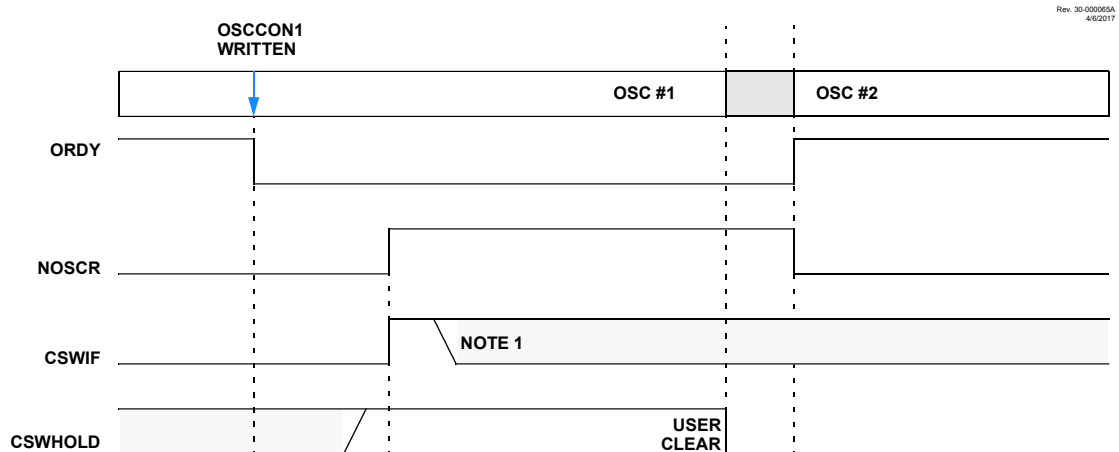 Rev. 30-000065A
4/6/2017
OSCCON1
WRITTEN
OSC #1
OSC #2
ORDY
NOSCR
CSWIF
NOTE 1
CSWHOLD
USER
CLEAR